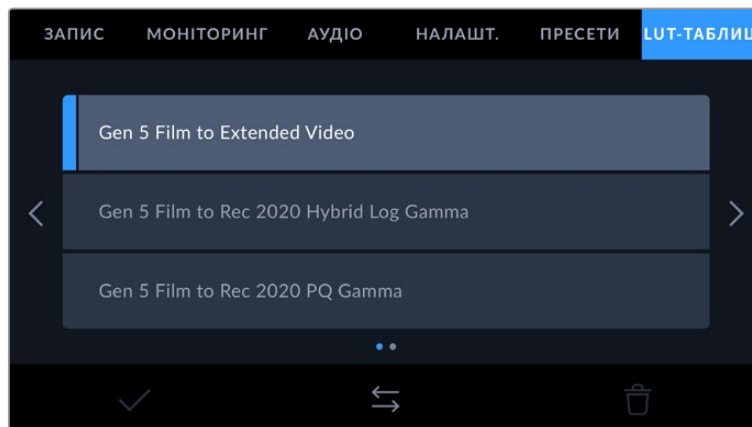 ЗАПИС МОНІТОРИНГ АУДІО НАЛАШТ. ПРЕСЕТИ LUT-ТАБЛИЦ
Gen 5 Film to Extended Video
Gen 5 Film to Rec 2020 Hybrid Log Gamma
Gen 5 Film to Rec 2020 PQ Gamma